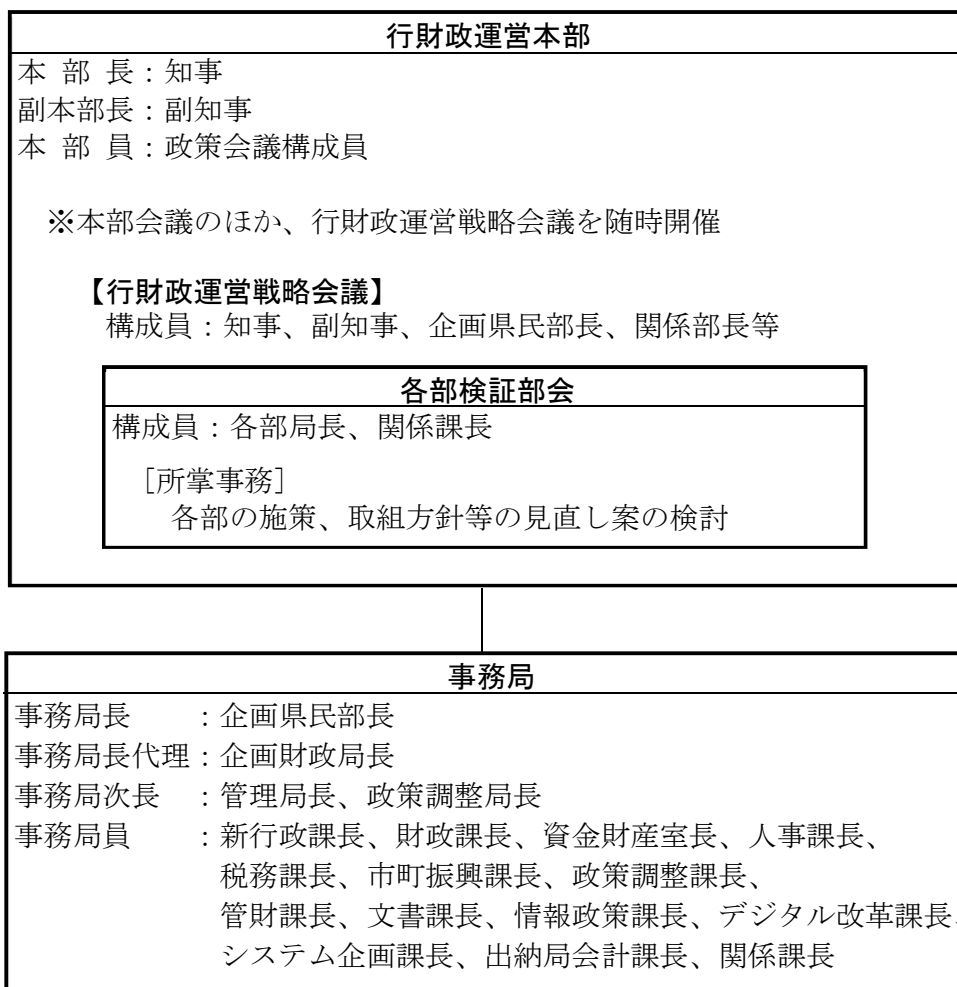 行財政運営本部
本 部 長：知事
副本部長：副知事
本 部 員：政策会議構成員
※本部会議のほか、行財政運営戦略会議を随時開催
【行財政運営戦略会議】
構成員：知事、副知事、企画県民部長、関係部長等
各部検証部会
構成員：各部局長、関係課長
［所掌事務］
各部の施策、取組方針等の見直し案の検討
事務局
事務局長　　：企画県民部長
事務局長代理：企画財政局長
事務局次長　：管理局長、政策調整局長
事務局員　　：新行政課長、財政課長、資金財産室長、人事課長、
税務課長、市町振興課長、政策調整課長、
管財課長、文書課長、情報政策課長、デジタル改革課長、
システム企画課長、出納局会計課長、関係課長